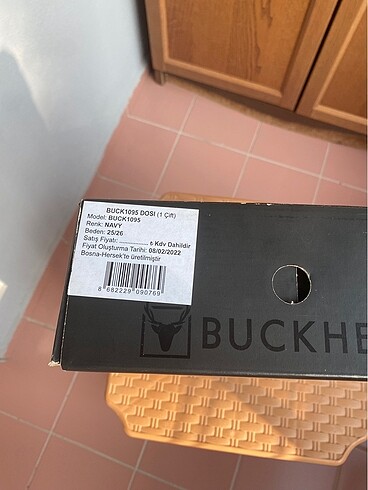 BUCK1095 DOSI (1 Çift)
Model: BUCK1095
Renk: NAVY
Beden: 25/26
Satış Fiyatı: .............. ₺ Kdv Dahildir
Fiyat Oluşturma Tarihi: 08/02/2022
Bosna-Hersek'te üretilmiştir
8 682229 090769
BUCKHE